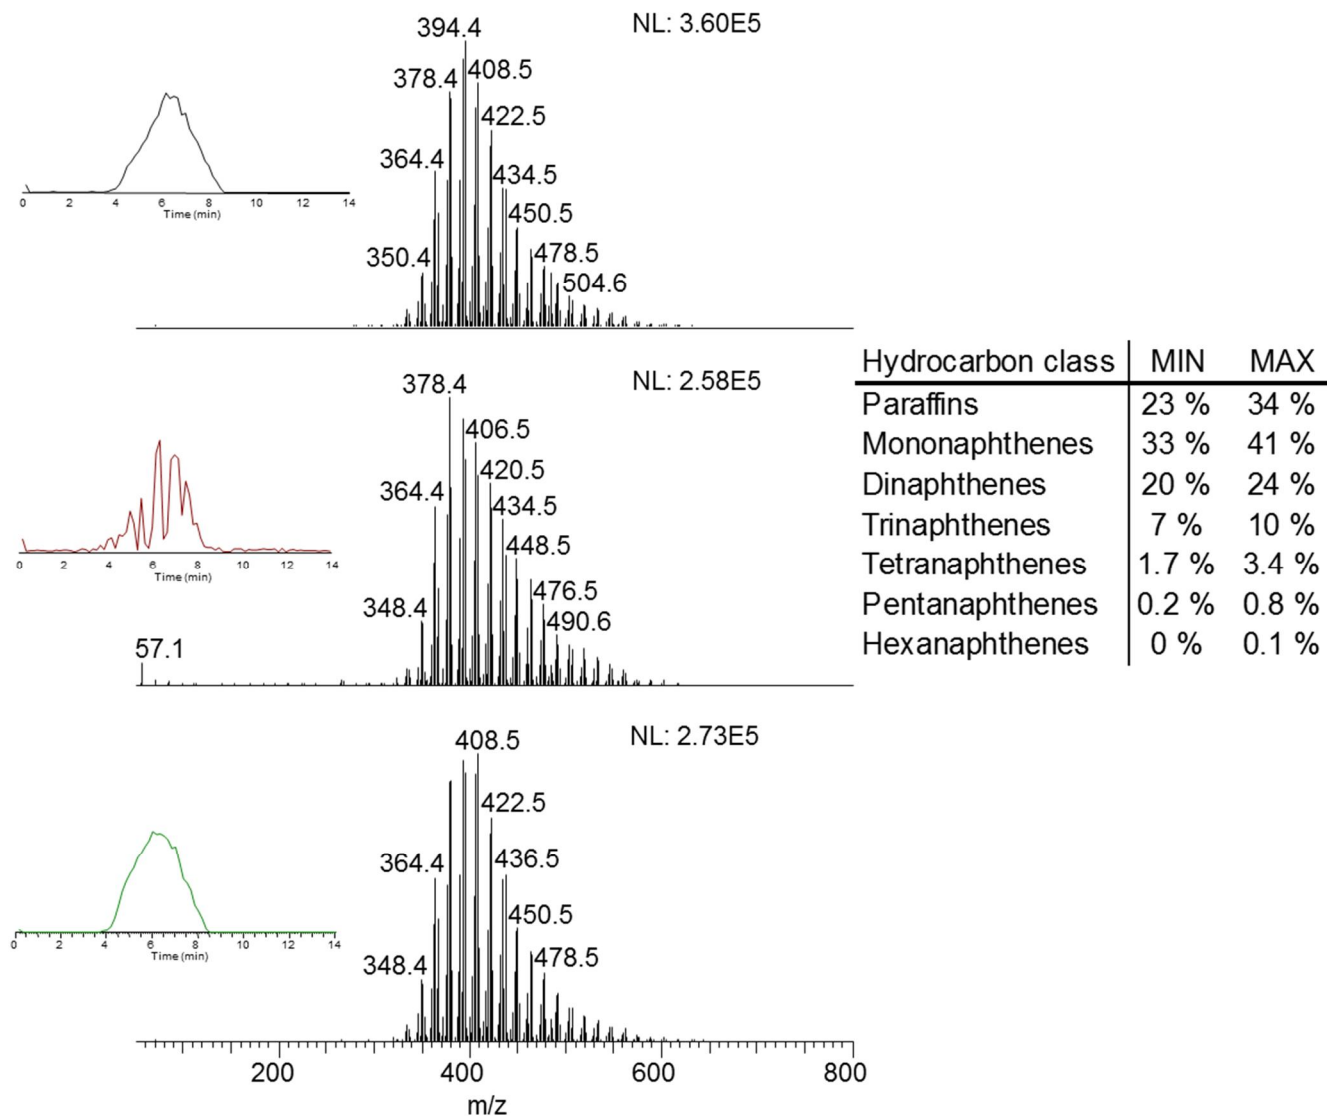 394.4
NL: 3.60E5
378.4
408.5
422.5
364.4
434.5
450.5
350.4
478.5
504.6
0 2 4 6 8 10 12 14
Time (min)
378.4
NL: 2.58E5
406.5
420.5
364.4
434.5
448.5
476.5
348.4
490.6
57.1
0 2 4 6 8 10 12 14
Time (min)
Hydrocarbon class MIN MAX
Paraffins 23 % 34 %
Mononaphthenes 33 % 41 %
Dinaphthenes 20 % 24 %
Trinaphthenes 7 % 10 %
Tetranaphthenes 1.7 % 3.4 %
Pentanaphthenes 0.2 % 0.8 %
Hexanaphthenes 0 % 0.1 %
408.5
NL: 2.73E5
422.5
364.4
436.5
450.5
348.4
478.5
0 2 4 6 8 10 12 14
Time (min)
200 400 600 800
m/z